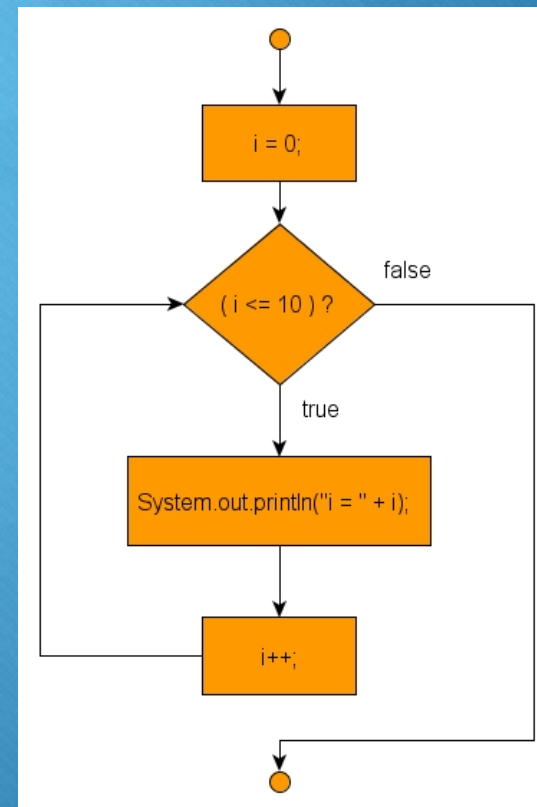 i = 0;
false
( i <= 10 ) ?
true
System.out.println("i = " + i);
i++;